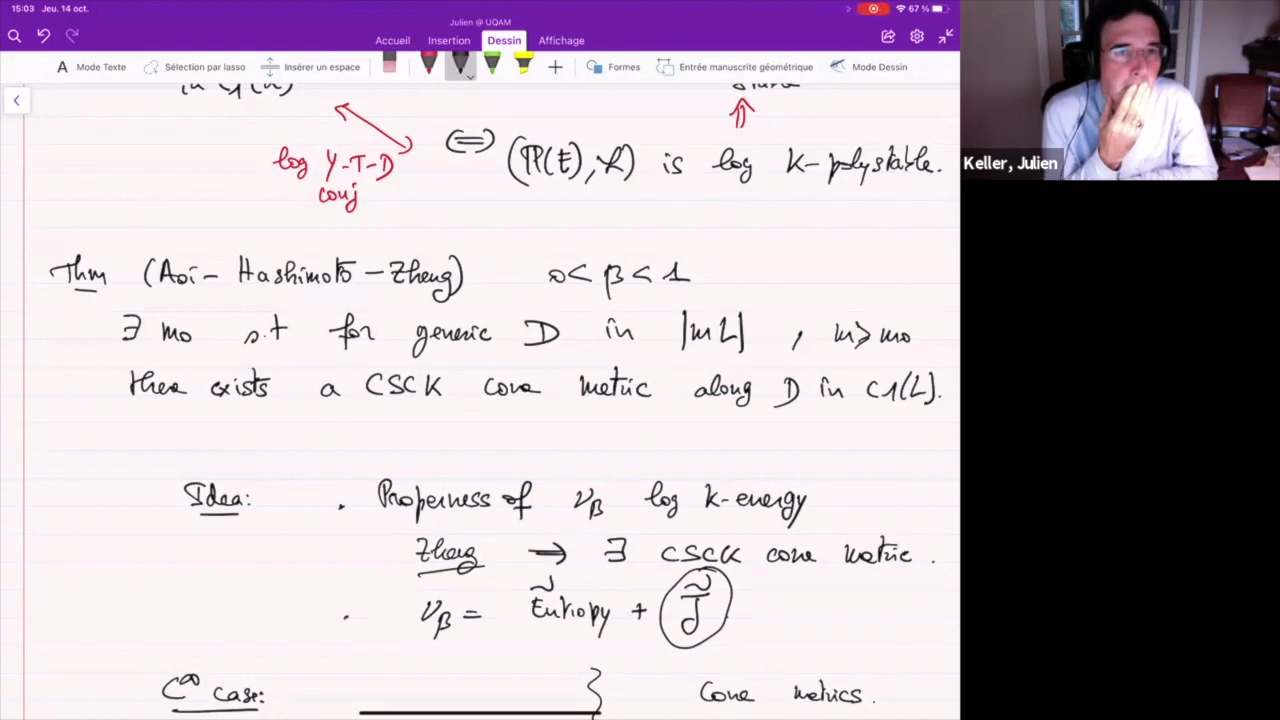 15:03 Jeu. 14 oct.
67 %
Julien @ UQAM
Accueil Insertion Dessin Affichage
A Mode Texte Sélection par lasso Insérer un espace Formes Entrée manuscrite géométrique Mode Dessin
Keller, Julien
log Y-T-D conj ⟺ (P(E), L) is log K-polystable.
Thm (Aoi - Hashimoto - Zheng) 0 < β < 1
∃ m0 s.t for generic D in |mL| , m > m0
there exists a CSCK cone metric along D in C1(L).
Idea: . Properness of νβ log K-energy
Zheng → ∃ CSCK cone metric.
. νβ = Ẽntropy + J̃
C∞ case: Cone metrics.